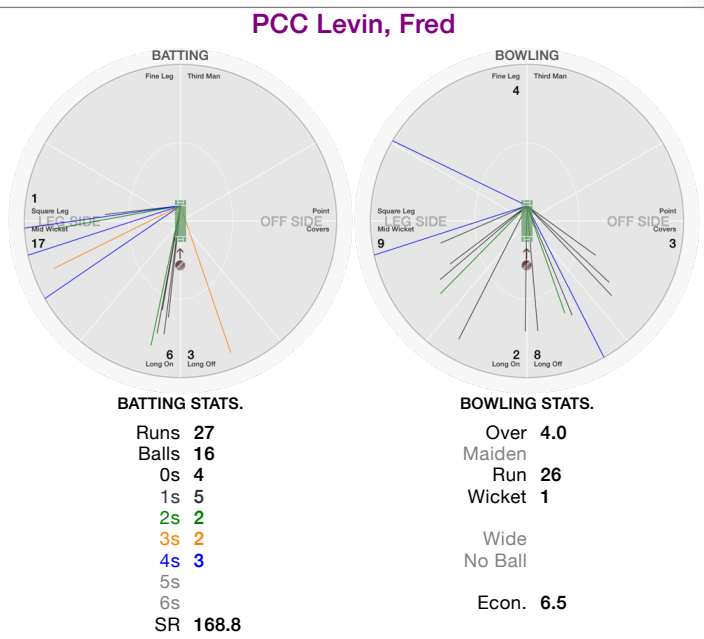 PCC Levin, Fred
BATTING
Fine Leg Third Man
1
Square Leg
LEG SIDE
Mid Wicket
17
OFF SIDE
Point
Covers
6 3
Long On Long Off
BOWLING
Fine Leg Third Man
4
Square Leg
LEG SIDE
Mid Wicket
9
OFF SIDE
Point
Covers
3
2 8
Long On Long Off
BATTING STATS.
Runs 27
Balls 16
0s 4
1s 5
2s 2
3s 2
4s 3
5s
6s
SR 168.8
BOWLING STATS.
Over 4.0
Maiden
Run 26
Wicket 1
Wide
No Ball
Econ. 6.5